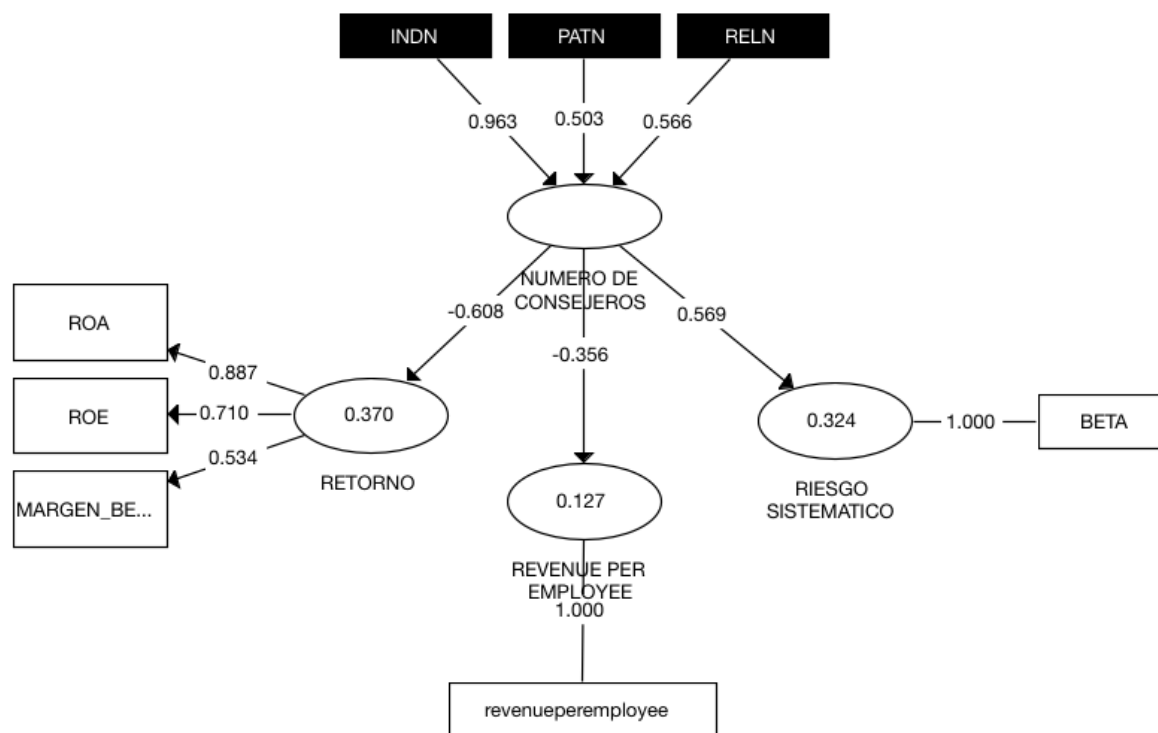 INDN
PATN
RELN
0.963
0.503
0.566
NUMERO DE
CONSEJEROS
-0.608
-0.356
0.569
ROA
ROE
MARGEN_BE...
0.887
0.710
0.534
0.370
RETORNO
0.127
REVENUE PER
EMPLOYEE
1.000
revenueperemployee
0.324
RIESGO
SISTEMATICO
1.000
BETA